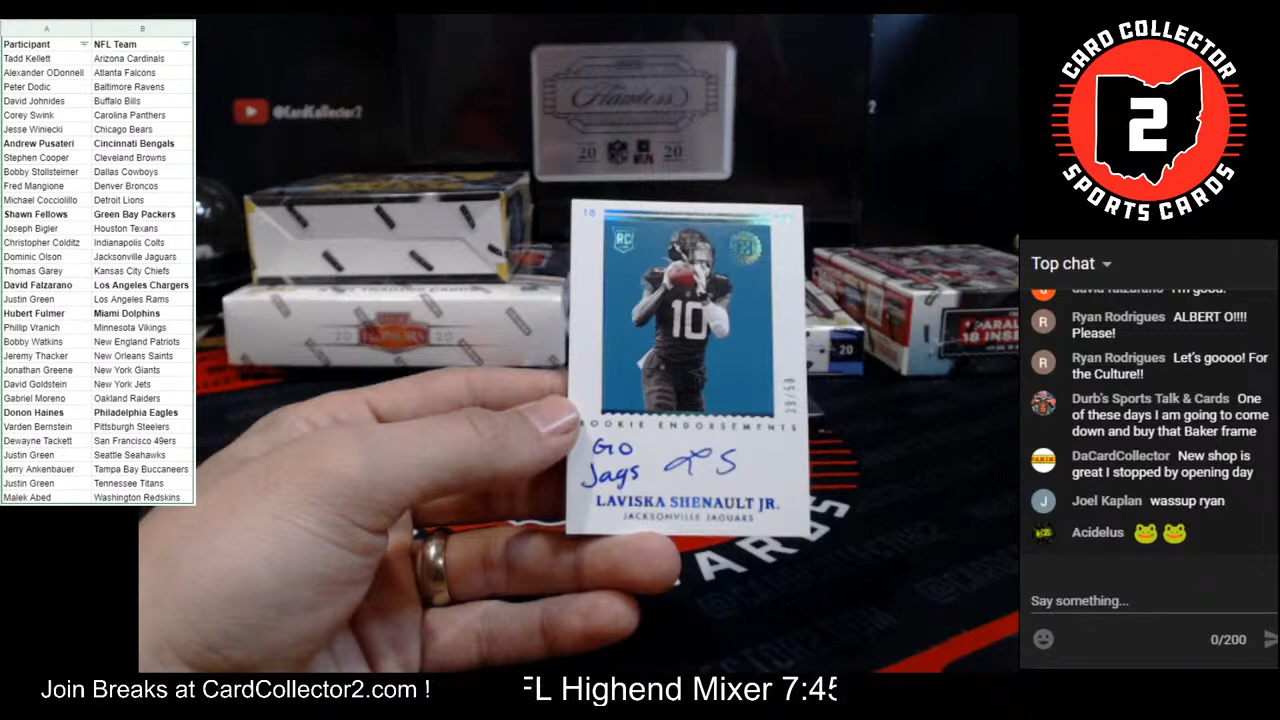 A B
Participant NFL Team
Tadd Kellett Arizona Cardinals
Alexander ODonnell Atlanta Falcons
Peter Dodic Baltimore Ravens
David Johnides Buffalo Bills
Corey Swink Carolina Panthers
Jesse Winiecki Chicago Bears
Andrew Pusateri Cincinnati Bengals
Stephen Cooper Cleveland Browns
Bobby Stollsteimer Dallas Cowboys
Fred Mangione Denver Broncos
Michael Cocciolillo Detroit Lions
Shawn Fellows Green Bay Packers
Joseph Bigler Houston Texans
Christopher Colditz Indianapolis Colts
Dominic Olson Jacksonville Jaguars
Thomas Garey Kansas City Chiefs
David Falzarano Los Angeles Chargers
Justin Green Los Angeles Rams
Hubert Fulmer Miami Dolphins
Phillip Vranich Minnesota Vikings
Bobby Watkins New England Patriots
Jeremy Thacker New Orleans Saints
Jonathan Greene New York Giants
David Goldstein New York Jets
Gabriel Moreno Oakland Raiders
Donon Haines Philadelphia Eagles
Varden Bernstein Pittsburgh Steelers
Dewayne Tackett San Francisco 49ers
Justin Green Seattle Seahawks
Jerry Ankenbauer Tampa Bay Buccaneers
Justin Green Tennessee Titans
Malek Abed Washington Redskins
@CardCollector2
Flawless
20 NFL 20
RC
10
ROOKIE ENDORSEMENTS
GO
Jags LS
LAVISKA SHENAULT JR.
JACKSONVILLE JAGUARS
20
CARD COLLECTOR
2
SPORTS CARDS
Top chat
Ryan Rodrigues ALBERT O!!!!
Please!
Ryan Rodrigues Let's goooo! For
the Culture!!
Durb's Sports Talk & Cards One
of these days I am going to come
down and buy that Baker frame
DaCardCollector New shop is
great I stopped by opening day
Joel Kaplan wassup ryan
Acidelus
Say something...
0/200
Join Breaks at CardCollector2.com !
FL Highend Mixer 7:45